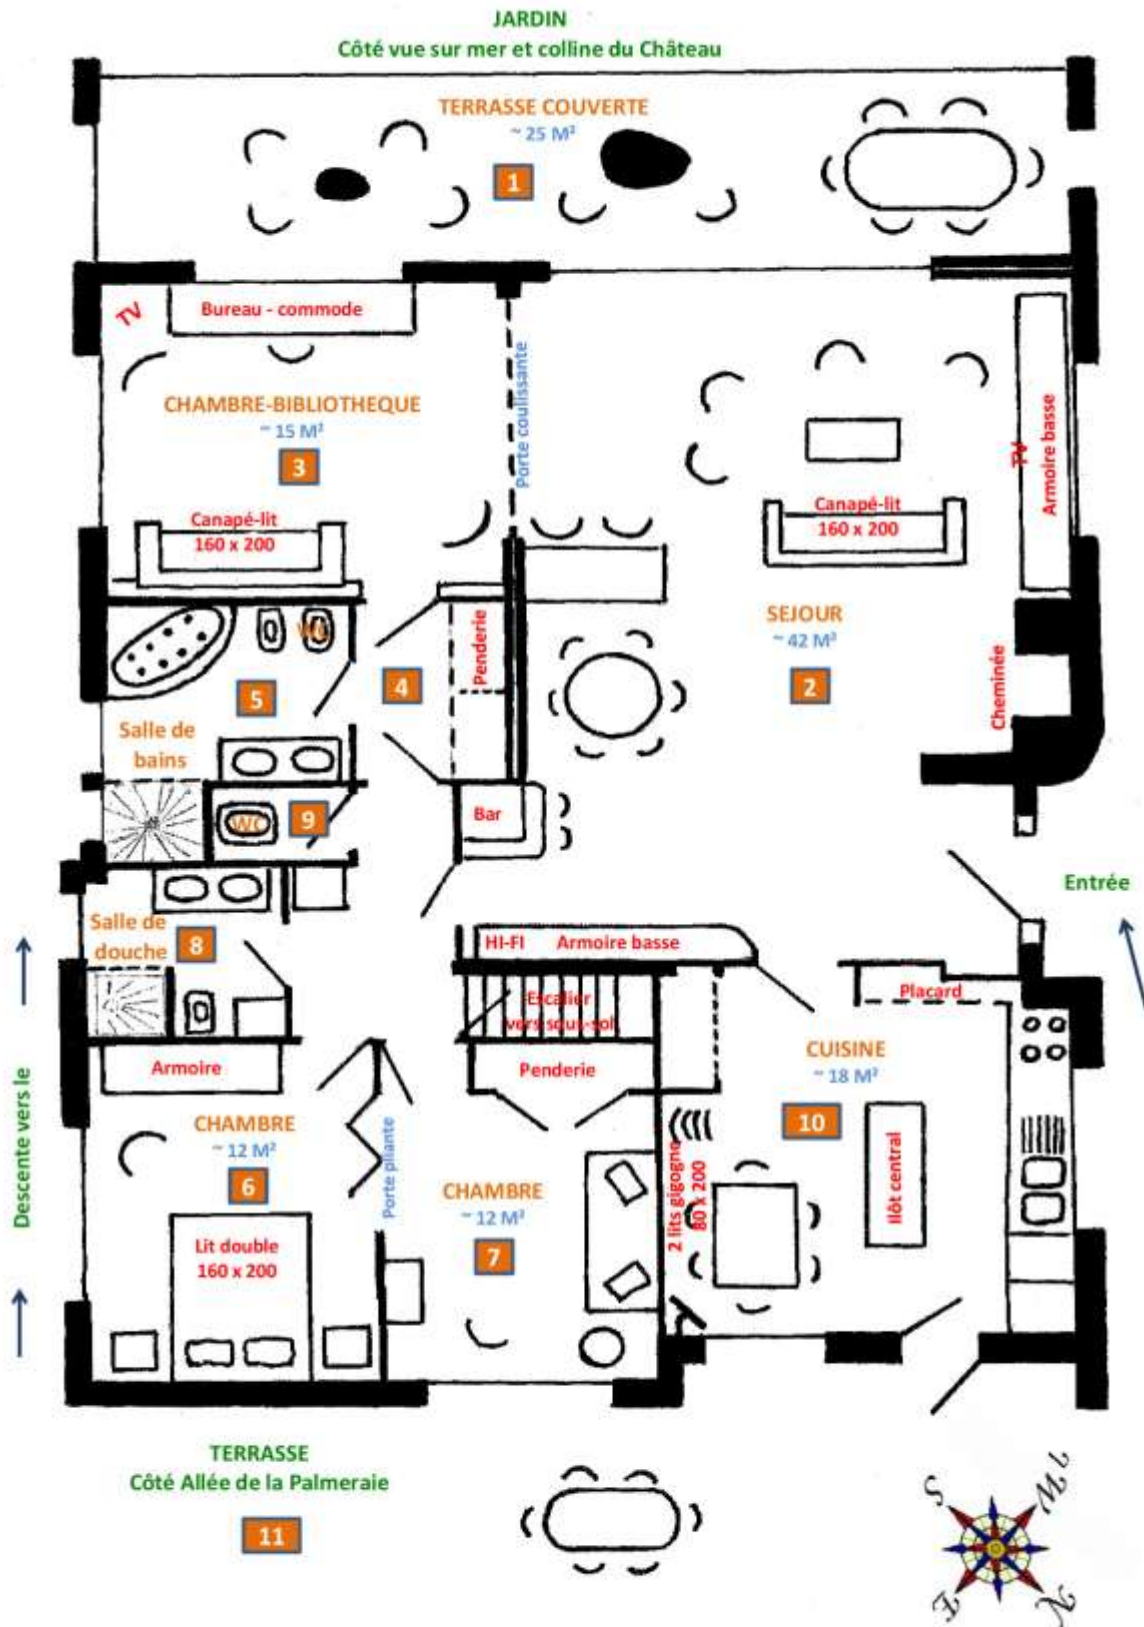 JARDIN
Côté vue sur mer et colline du Château
TERRASSE COUVERTE
~ 25 M²
1
TV
Bureau - commode
CHAMBRE-BIBLIOTHEQUE
~ 15 M²
3
Porte coulissante
Canapé-lit
160 x 200
Canapé-lit
160 x 200
TV
Armoire basse
SEJOUR
~ 42 M²
2
Cheminée
WC
5
4
Penderie
Salle de
bains
WC
9
Bar
Entrée
Salle de
douche
8
HI-FI Armoire basse
Escalier
vers sous-sol
Placard
Armoire
Penderie
CUISINE
~ 18 M²
10
Descente vers le
CHAMBRE
~ 12 M²
6
Porte pliante
CHAMBRE
~ 12 M²
7
2 lits gigogne
80 x 200
Ilôt central
Lit double
160 x 200
TERRASSE
Côté Allée de la Palmeraie
11
S
W
E
N